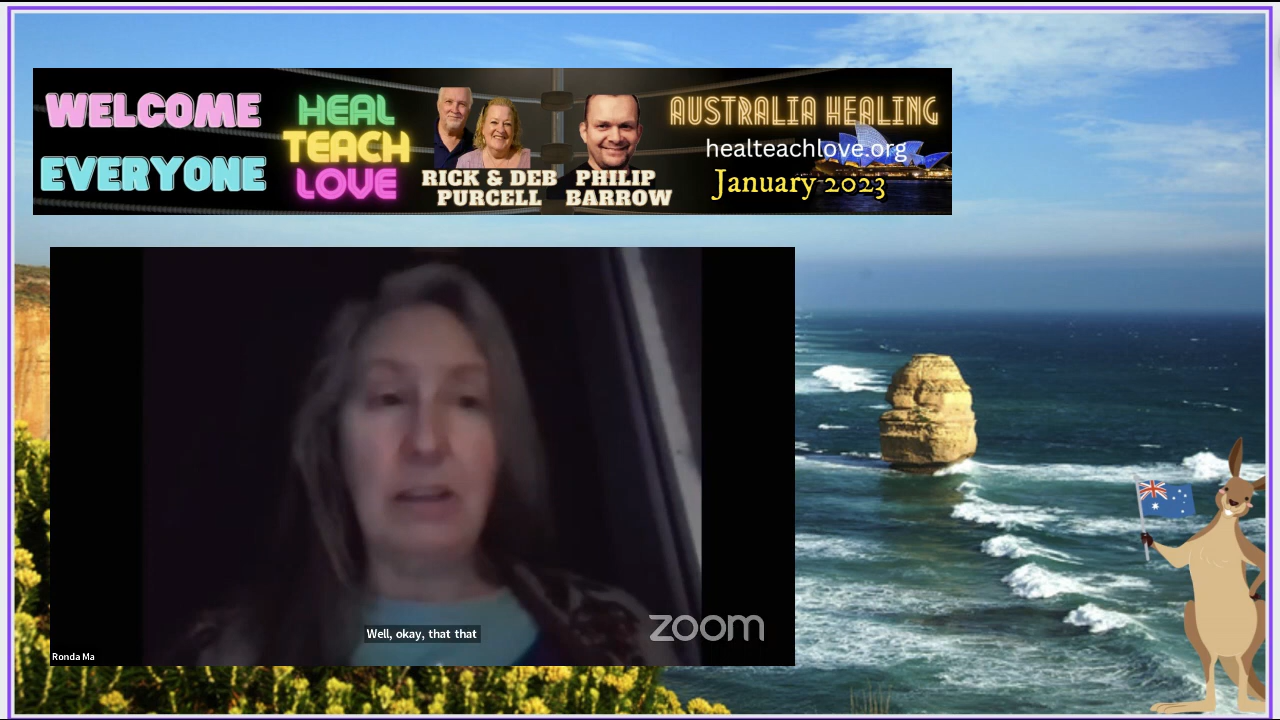 WELCOME
EVERYONE
HEAL
TEACH
LOVE
RICK & DEB
PURCELL
PHILIP
BARROW
AUSTRALIA HEALING
healteachlove.org
January 2023
Well, okay, that that
zoom
Ronda Ma